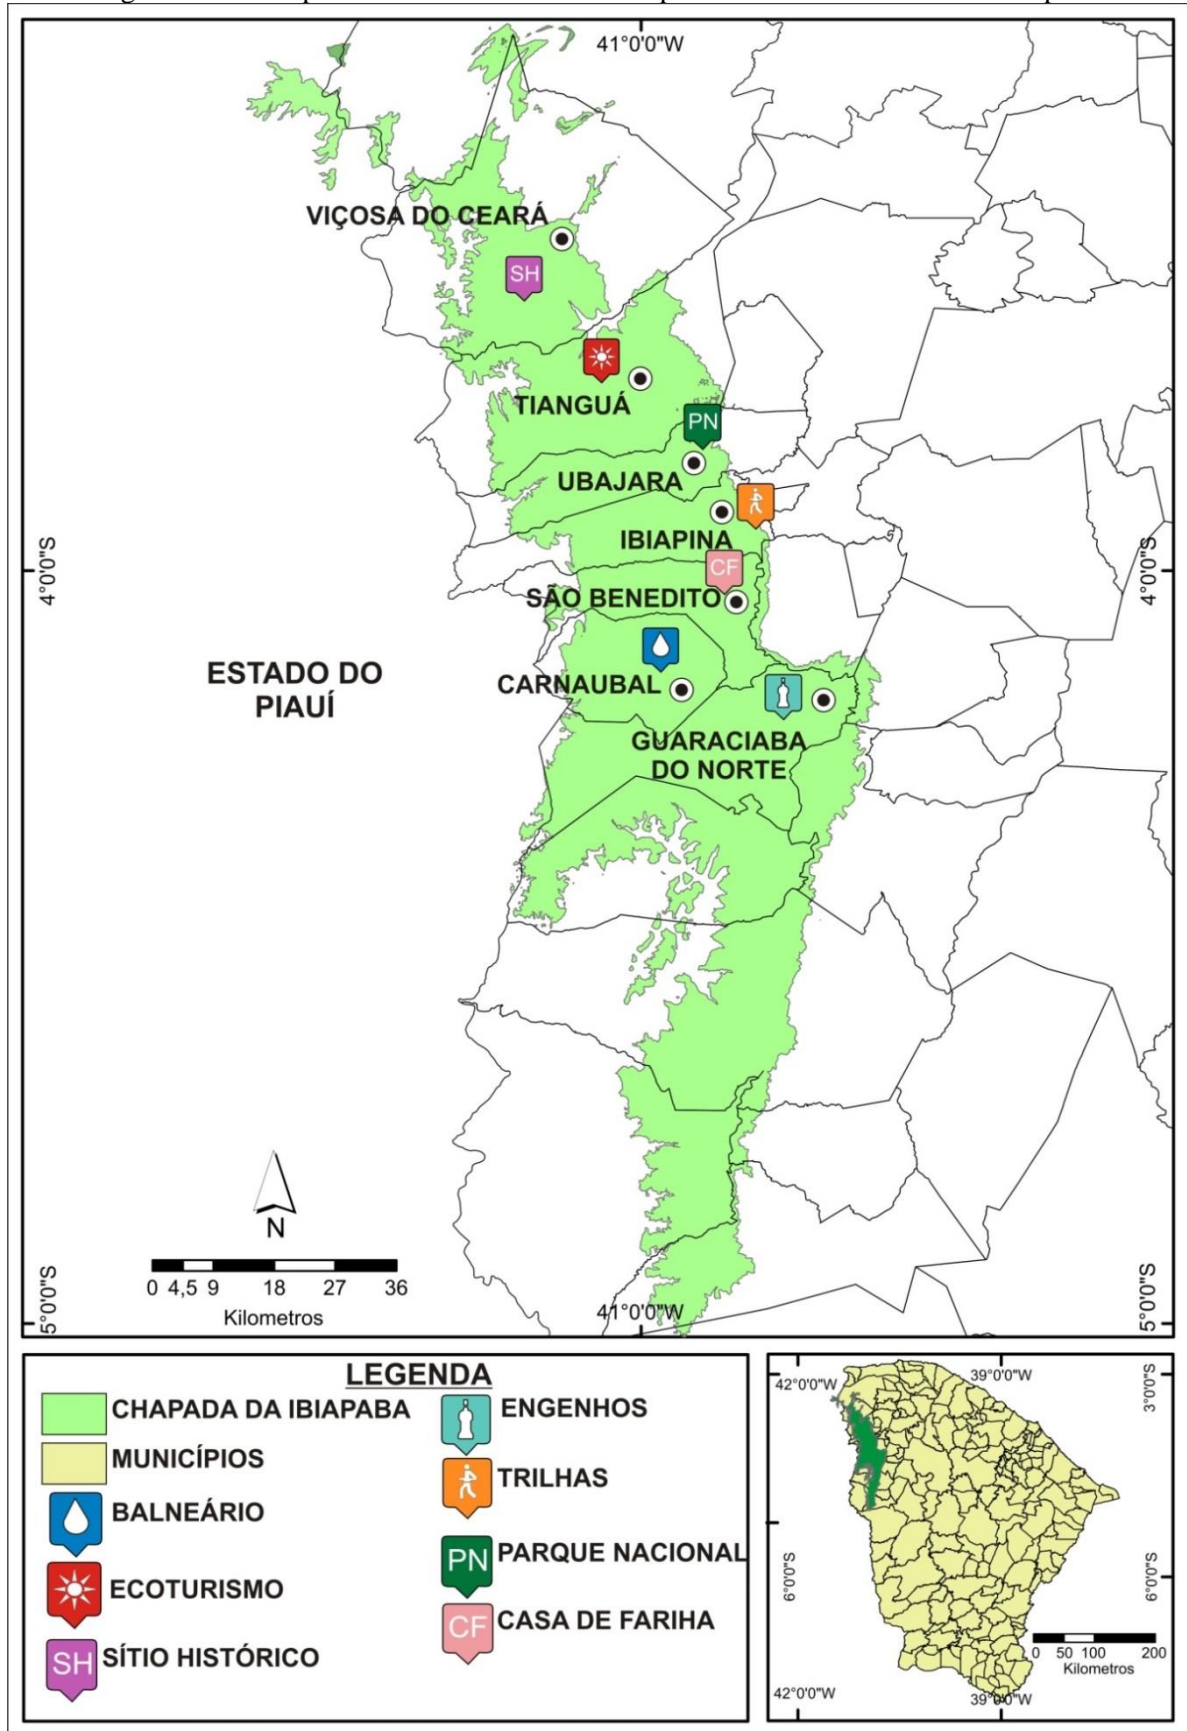 41°0'0"W
VIÇOSA DO CEARÁ
SH
TIANGUÁ
PN
UBAJARA
IBIAPINA
4°0'0"S
4°0'0"S
CF
SÃO BENEDITO
ESTADO DO
PIAUÍ
CARNAUBAL
GUARACIABA
DO NORTE
N
0 4,5 9 18 27 36
Kilometros
5°0'0"S
41°0'0"W
5°0'0"S
LEGENDA
CHAPADA DA IBIAPABA
MUNICÍPIOS
BALNEÁRIO
ECOTURISMO
SH SÍTIO HISTÓRICO
ENGENHOS
TRILHAS
PN PARQUE NACIONAL
CF CASA DE FARIHA
42°0'0"W
39°0'0"W
3°0'0"S
6°0'0"S
6°0'0"S
0 50 100 200
Kilometros
42°0'0"W
39°0'0"W